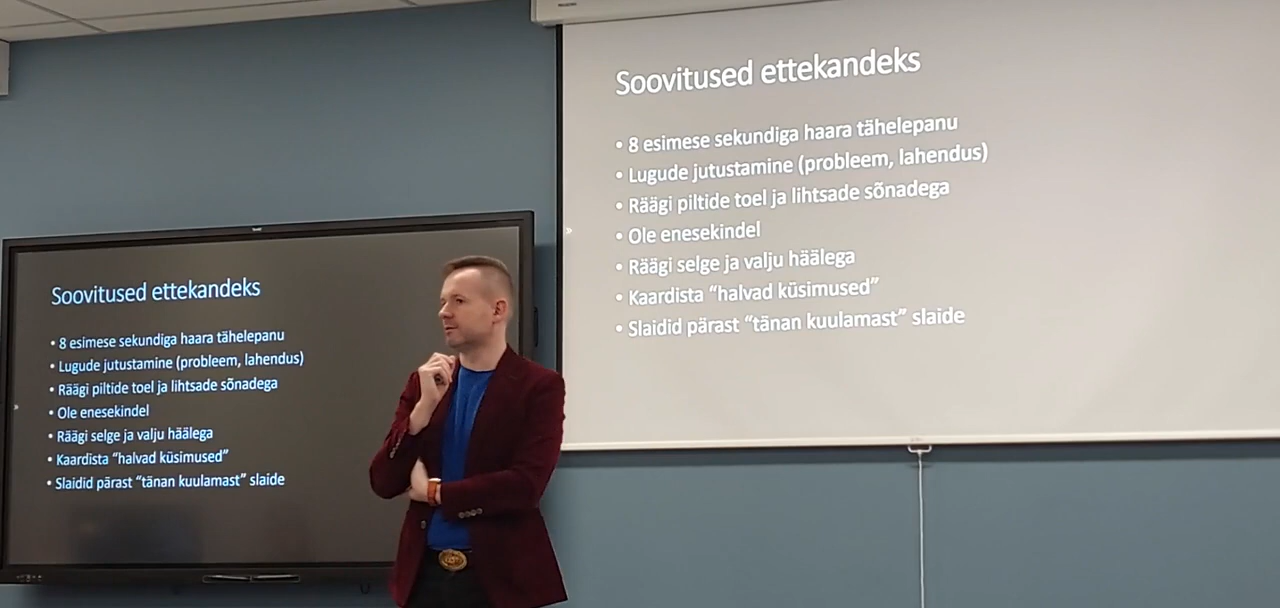 Soovitused ettekandeks
• 8 esimese sekundiga haara tähelepanu
• Lugude jutustamine (probleem, lahendus)
• Räägi piltide toel ja lihtsade sõnadega
• Ole enesekindel
• Räägi selge ja valju häälega
• Kaardista “halvad küsimused”
• Slaidid pärast “tänan kuulamast” slaide
Soovitused ettekandeks
• 8 esimese sekundiga haara tähelepanu
• Lugude jutustamine (probleem, lahendus)
• Räägi piltide toel ja lihtsade sõnadega
• Ole enesekindel
• Räägi selge ja valju häälega
• Kaardista “halvad küsimused”
• Slaidid pärast “tänan kuulamast” slaide